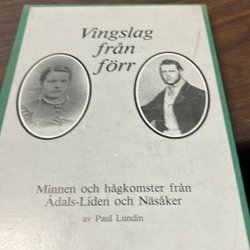 Vingslag
från
förr
Minnen och hågkomster från
Ådals-Liden och Näsåker
av Paul Lundin